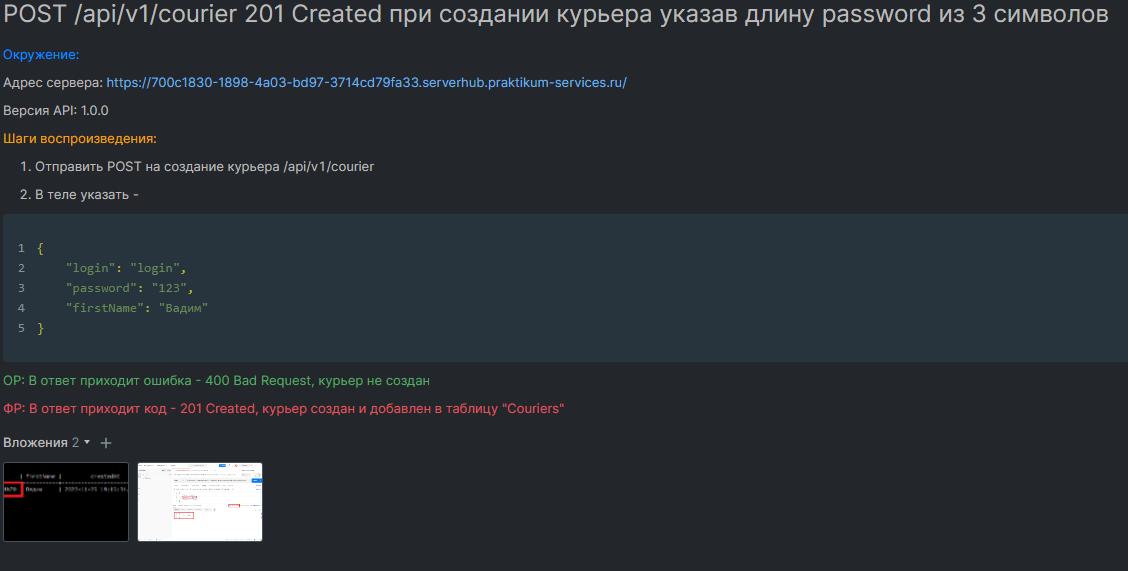 POST /api/v1/courier 201 Created при создании курьера указав длину password из 3 символов
Окружение:
Адрес сервера: https://700c1830-1898-4a03-bd97-3714cd79fa33.serverhub.praktikum-services.ru/
Версия API: 1.0.0
Шаги воспроизведения:
1. Отправить POST на создание курьера /api/v1/courier
2. В теле указать -
1 {
2 "login": "login",
3 "password": "123",
4 "firstName": "Вадим"
5 }
ОР: В ответ приходит ошибка - 400 Bad Request, курьер не создан
ФР: В ответ приходит код - 201 Created, курьер создан и добавлен в таблицу "Couriers"
Вложения 2
| firstName | createdAt